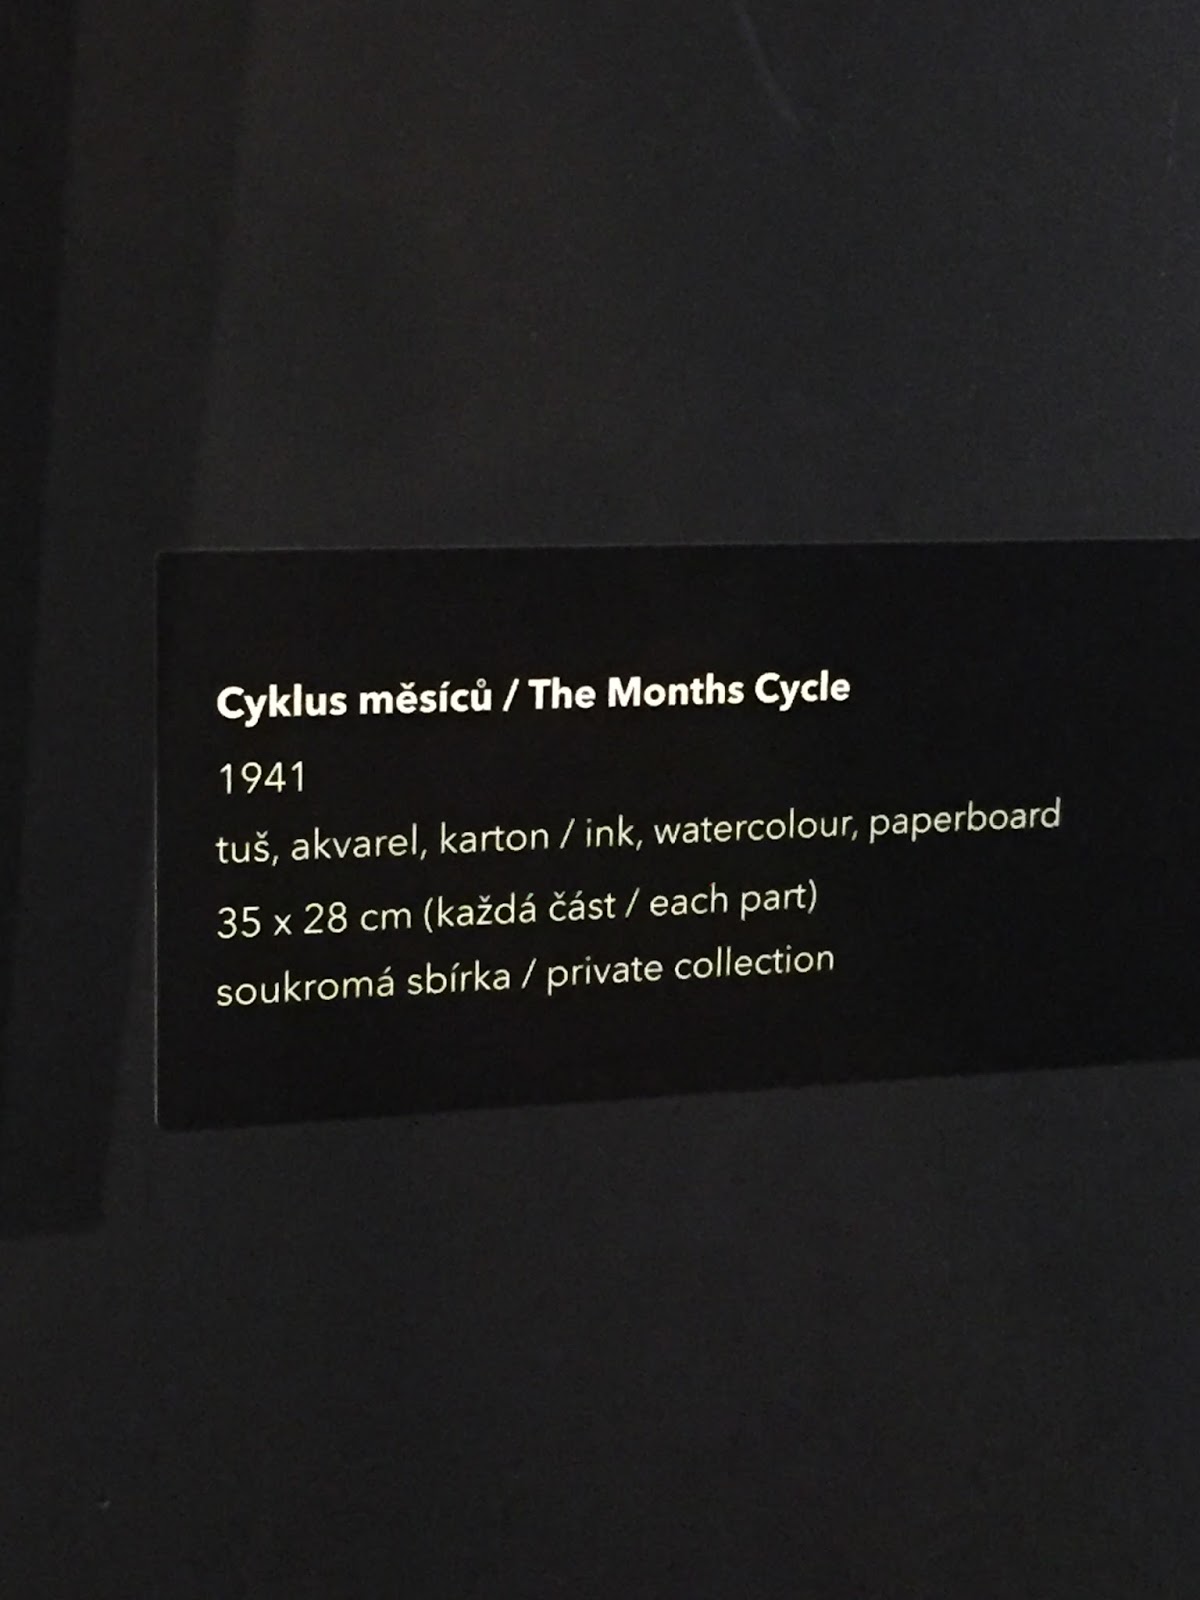 Cyklus měsíců / The Months Cycle
1941
tuš, akvarel, karton / ink, watercolour, paperboard
35 x 28 cm (každá část / each part)
soukromá sbírka / private collection